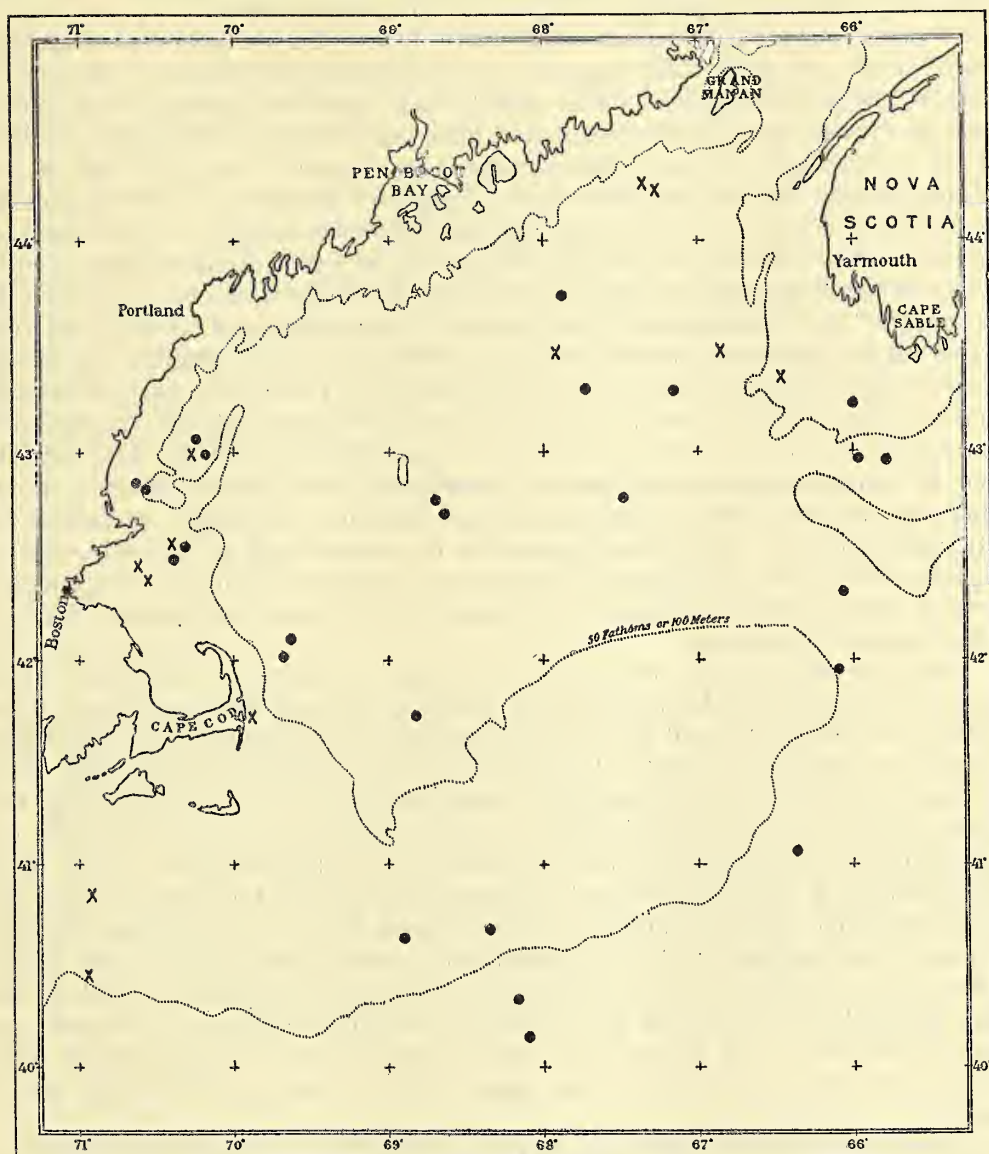 71° 70° 69° 68° 67° 66°
GRAND
MANAN
PENOBSCOT
BAY
NOVA
SCOTIA
44° 44°
Yarmouth
Portland
CAPE
SABLE
43° 43°
Boston
50 Fathoms or 100 Meters
42° 42°
CAPE COD
41° 41°
40° 40°
71° 70° 69° 68° 67° 66°